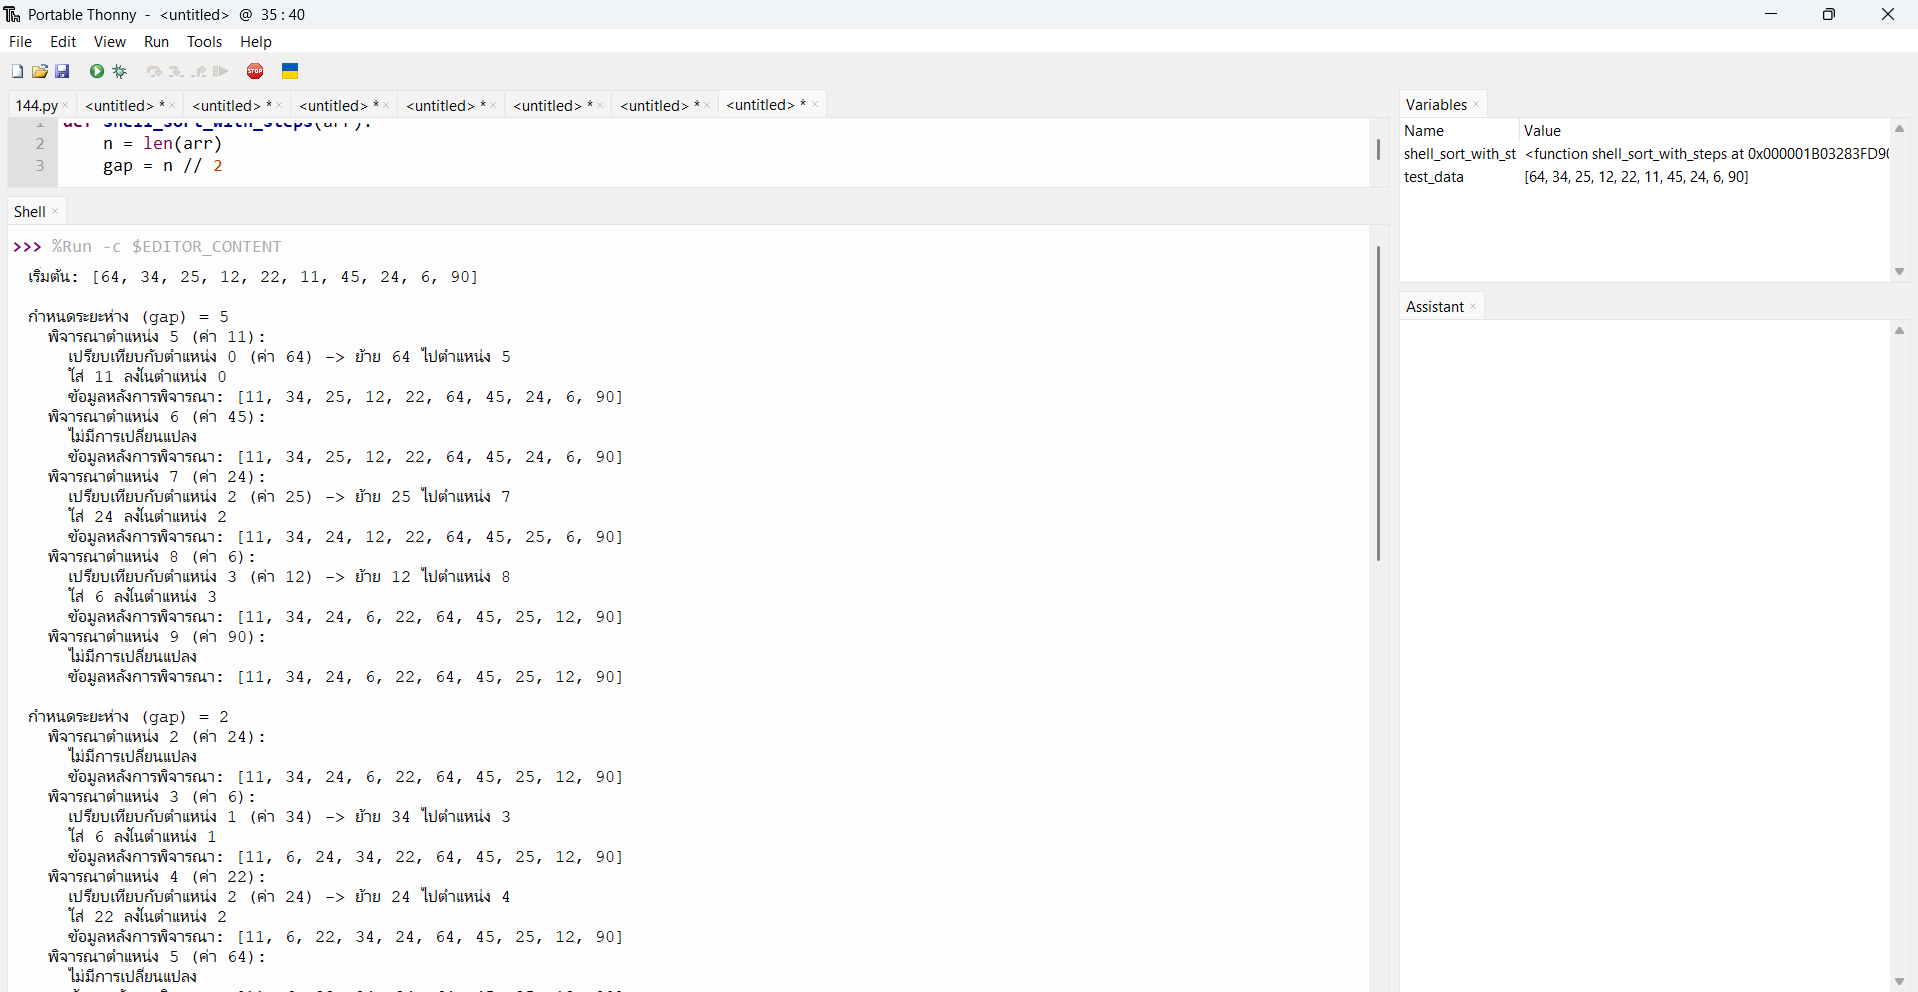 Portable Thonny - <untitled> @ 35:40
File Edit View Run Tools Help
144.py × <untitled> * × <untitled> * × <untitled> * × <untitled> * × <untitled> * × <untitled> * × <untitled> * ×
1 def shell_sort_with_steps(arr):
2 n = len(arr)
3 gap = n // 2
Shell ×
>>> %Run -c $EDITOR_CONTENT
เริ่มต้น: [64, 34, 25, 12, 22, 11, 45, 24, 6, 90]
กำหนดระยะห่าง (gap) = 5
พิจารณาตำแหน่ง 5 (ค่า 11):
เปรียบเทียบกับตำแหน่ง 0 (ค่า 64) -> ย้าย 64 ไปตำแหน่ง 5
ใส่ 11 ลงในตำแหน่ง 0
ข้อมูลหลังการพิจารณา: [11, 34, 25, 12, 22, 64, 45, 24, 6, 90]
พิจารณาตำแหน่ง 6 (ค่า 45):
ไม่มีการเปลี่ยนแปลง
ข้อมูลหลังการพิจารณา: [11, 34, 25, 12, 22, 64, 45, 24, 6, 90]
พิจารณาตำแหน่ง 7 (ค่า 24):
เปรียบเทียบกับตำแหน่ง 2 (ค่า 25) -> ย้าย 25 ไปตำแหน่ง 7
ใส่ 24 ลงในตำแหน่ง 2
ข้อมูลหลังการพิจารณา: [11, 34, 24, 12, 22, 64, 45, 25, 6, 90]
พิจารณาตำแหน่ง 8 (ค่า 6):
เปรียบเทียบกับตำแหน่ง 3 (ค่า 12) -> ย้าย 12 ไปตำแหน่ง 8
ใส่ 6 ลงในตำแหน่ง 3
ข้อมูลหลังการพิจารณา: [11, 34, 24, 6, 22, 64, 45, 25, 12, 90]
พิจารณาตำแหน่ง 9 (ค่า 90):
ไม่มีการเปลี่ยนแปลง
ข้อมูลหลังการพิจารณา: [11, 34, 24, 6, 22, 64, 45, 25, 12, 90]
กำหนดระยะห่าง (gap) = 2
พิจารณาตำแหน่ง 2 (ค่า 24):
ไม่มีการเปลี่ยนแปลง
ข้อมูลหลังการพิจารณา: [11, 34, 24, 6, 22, 64, 45, 25, 12, 90]
พิจารณาตำแหน่ง 3 (ค่า 6):
เปรียบเทียบกับตำแหน่ง 1 (ค่า 34) -> ย้าย 34 ไปตำแหน่ง 3
ใส่ 6 ลงในตำแหน่ง 1
ข้อมูลหลังการพิจารณา: [11, 6, 24, 34, 22, 64, 45, 25, 12, 90]
พิจารณาตำแหน่ง 4 (ค่า 22):
เปรียบเทียบกับตำแหน่ง 2 (ค่า 24) -> ย้าย 24 ไปตำแหน่ง 4
ใส่ 22 ลงในตำแหน่ง 2
ข้อมูลหลังการพิจารณา: [11, 6, 22, 34, 24, 64, 45, 25, 12, 90]
พิจารณาตำแหน่ง 5 (ค่า 64):
ไม่มีการเปลี่ยนแปลง
Variables ×
Name Value
shell_sort_with_st <function shell_sort_with_steps at 0x000001B03283FD9
test_data [64, 34, 25, 12, 22, 11, 45, 24, 6, 90]
Assistant ×